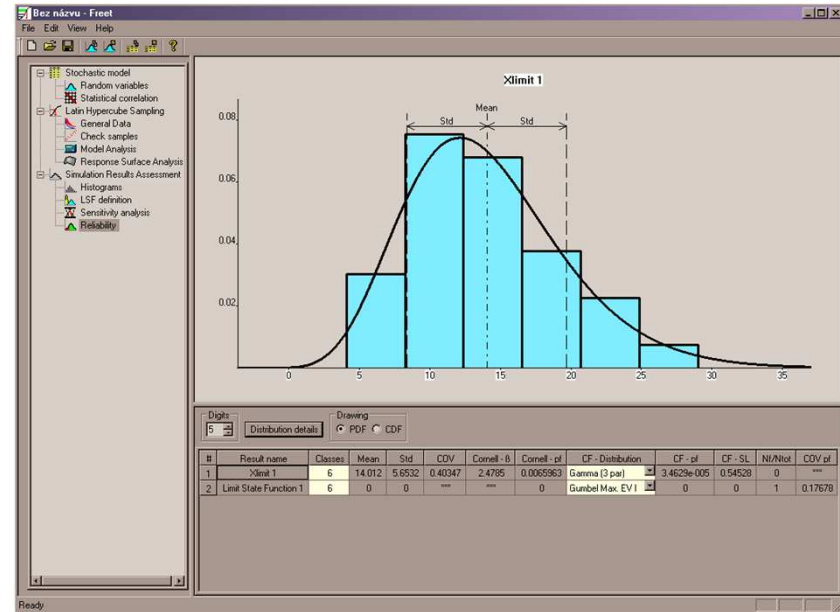 Bez názvu - Freet
File Edit View Help
Stochastic model
Random variables
Statistical correlation
Latin Hypercube Sampling
General Data
Check samples
Model Analysis
Response Surface Analysis
Simulation Results Assessment
Histograms
LSF definition
Sensitivity analysis
Reliability
Xlimit 1
Mean
Std Std
0.08
0.06
0.04
0.02
0 5 10 15 20 25 30 35
Digits Drawing
5 Distribution details PDF CDF
# Result name Classes Mean Std COV Cornell - ß Cornell - pf CF - Distribution CF - pf CF - SL Nf/Ntot COV pf
1 Xlimit 1 6 14.012 5.6532 0.40347 2.4785 0.0065963 Gamma (3 par) 3.4629e-005 0.54528 0 ***
2 Limit State Function 1 6 0 0 *** *** 0 Gumbel Max. EV I 0 0 1 0.17678
Ready